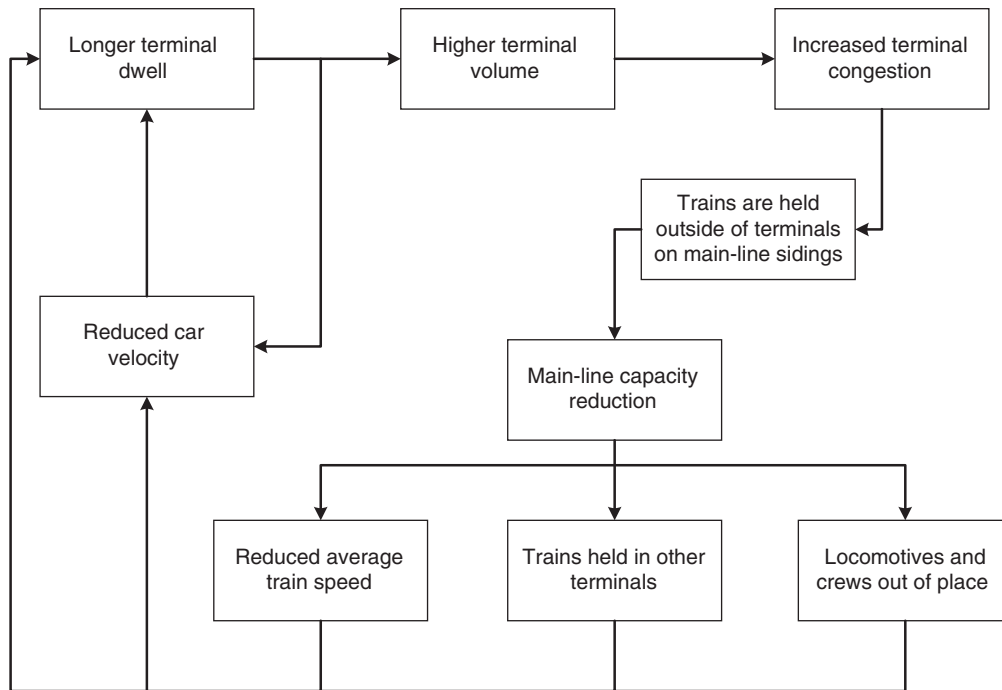 Longer terminal
dwell
Higher terminal
volume
Increased terminal
congestion
Trains are held
outside of terminals
on main-line sidings
Reduced car
velocity
Main-line capacity
reduction
Reduced average
train speed
Trains held in other
terminals
Locomotives and
crews out of place